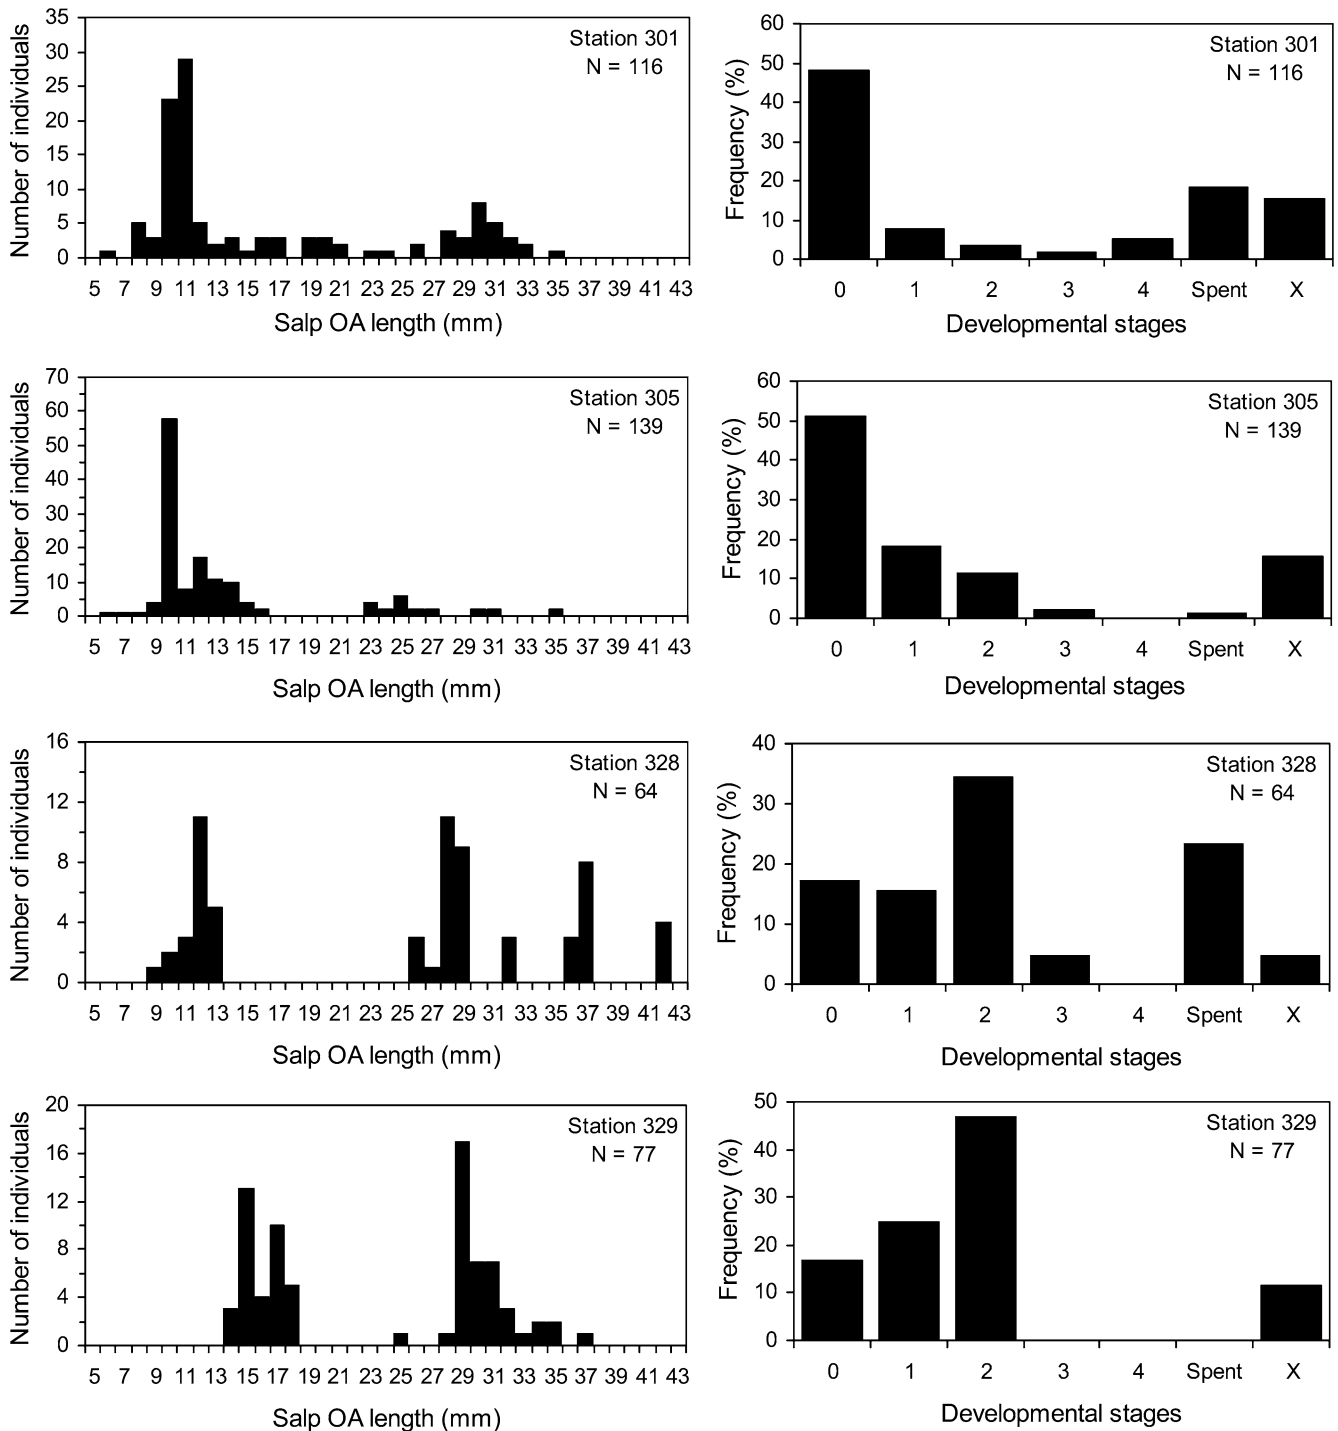 Number of individuals
35
30
25
20
15
10
5
0
Station 301
N = 116
5 7 9 11 13 15 17 19 21 23 25 27 29 31 33 35 37 39 41 43
Salp OA length (mm)
Frequency (%)
60
50
40
30
20
10
0
Station 301
N = 116
0 1 2 3 4 Spent X
Developmental stages
Number of individuals
70
60
50
40
30
20
10
0
Station 305
N = 139
5 7 9 11 13 15 17 19 21 23 25 27 29 31 33 35 37 39 41 43
Salp OA length (mm)
Frequency (%)
60
50
40
30
20
10
0
Station 305
N = 139
0 1 2 3 4 Spent X
Developmental stages
Number of individuals
16
12
8
4
0
Station 328
N = 64
5 7 9 11 13 15 17 19 21 23 25 27 29 31 33 35 37 39 41 43
Salp OA length (mm)
Frequency (%)
40
30
20
10
0
Station 328
N = 64
0 1 2 3 4 Spent X
Developmental stages
Number of individuals
20
16
12
8
4
0
Station 329
N = 77
5 7 9 11 13 15 17 19 21 23 25 27 29 31 33 35 37 39 41 43
Salp OA length (mm)
Frequency (%)
50
40
30
20
10
0
Station 329
N = 77
0 1 2 3 4 Spent X
Developmental stages